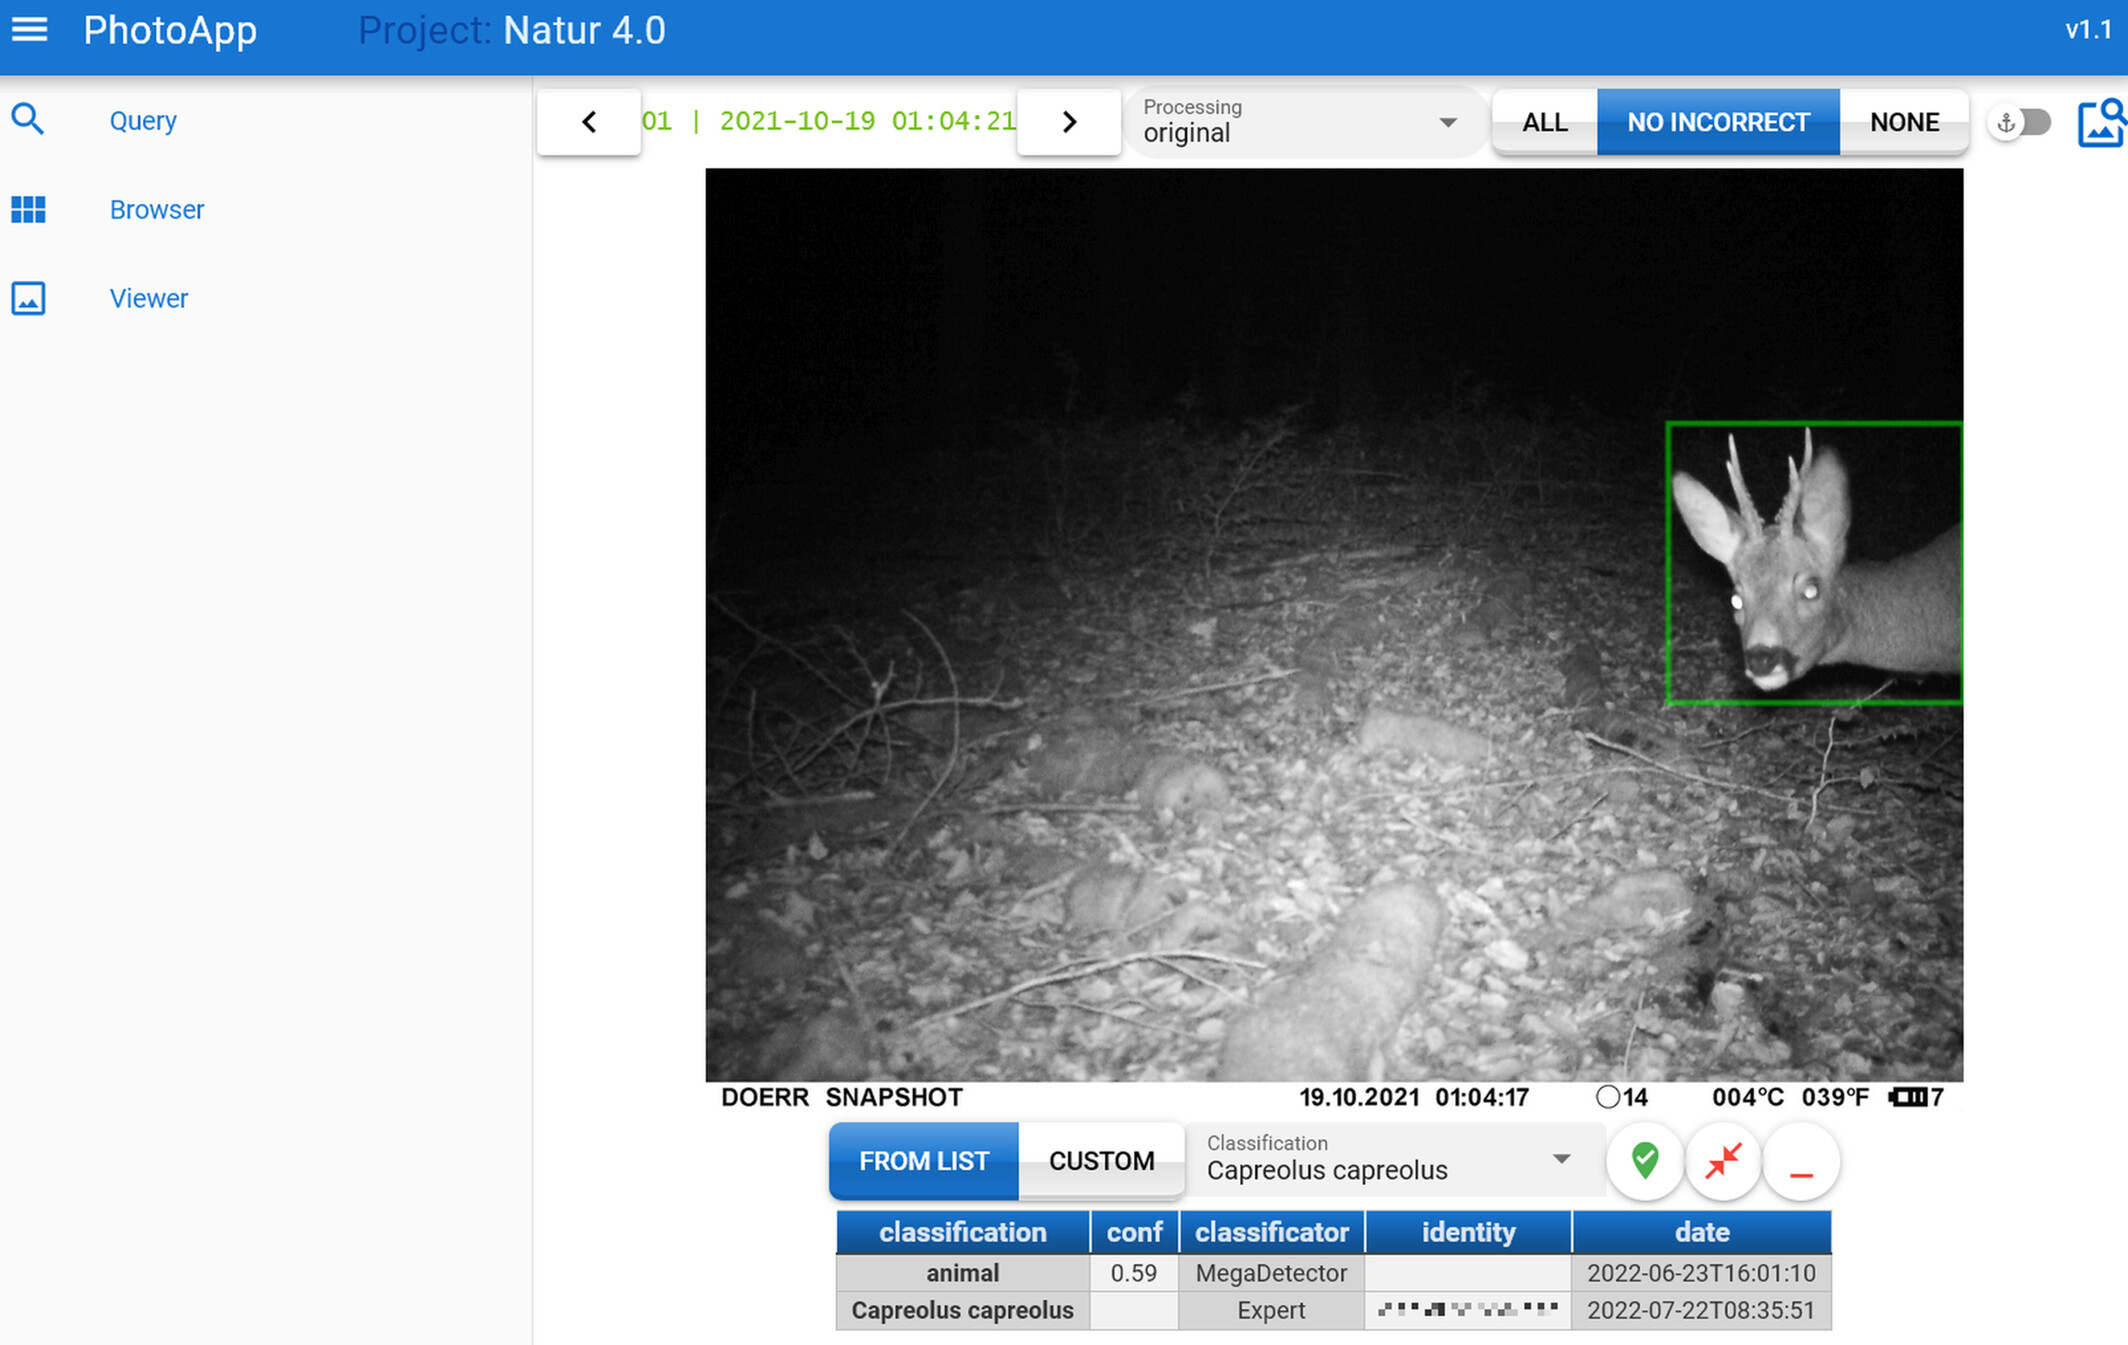 PhotoApp Project: Natur 4.0 v1.1
Query
Browser
Viewer
01 | 2021-10-19 01:04:21
Processing
original
ALL NO INCORRECT NONE
DOERR SNAPSHOT 19.10.2021 01:04:17 14 004°C 039°F 7
FROM LIST CUSTOM
Classification
Capreolus capreolus
classification conf classificator identity date
animal 0.59 MegaDetector 2022-06-23T16:01:10
Capreolus capreolus Expert 2022-07-22T08:35:51